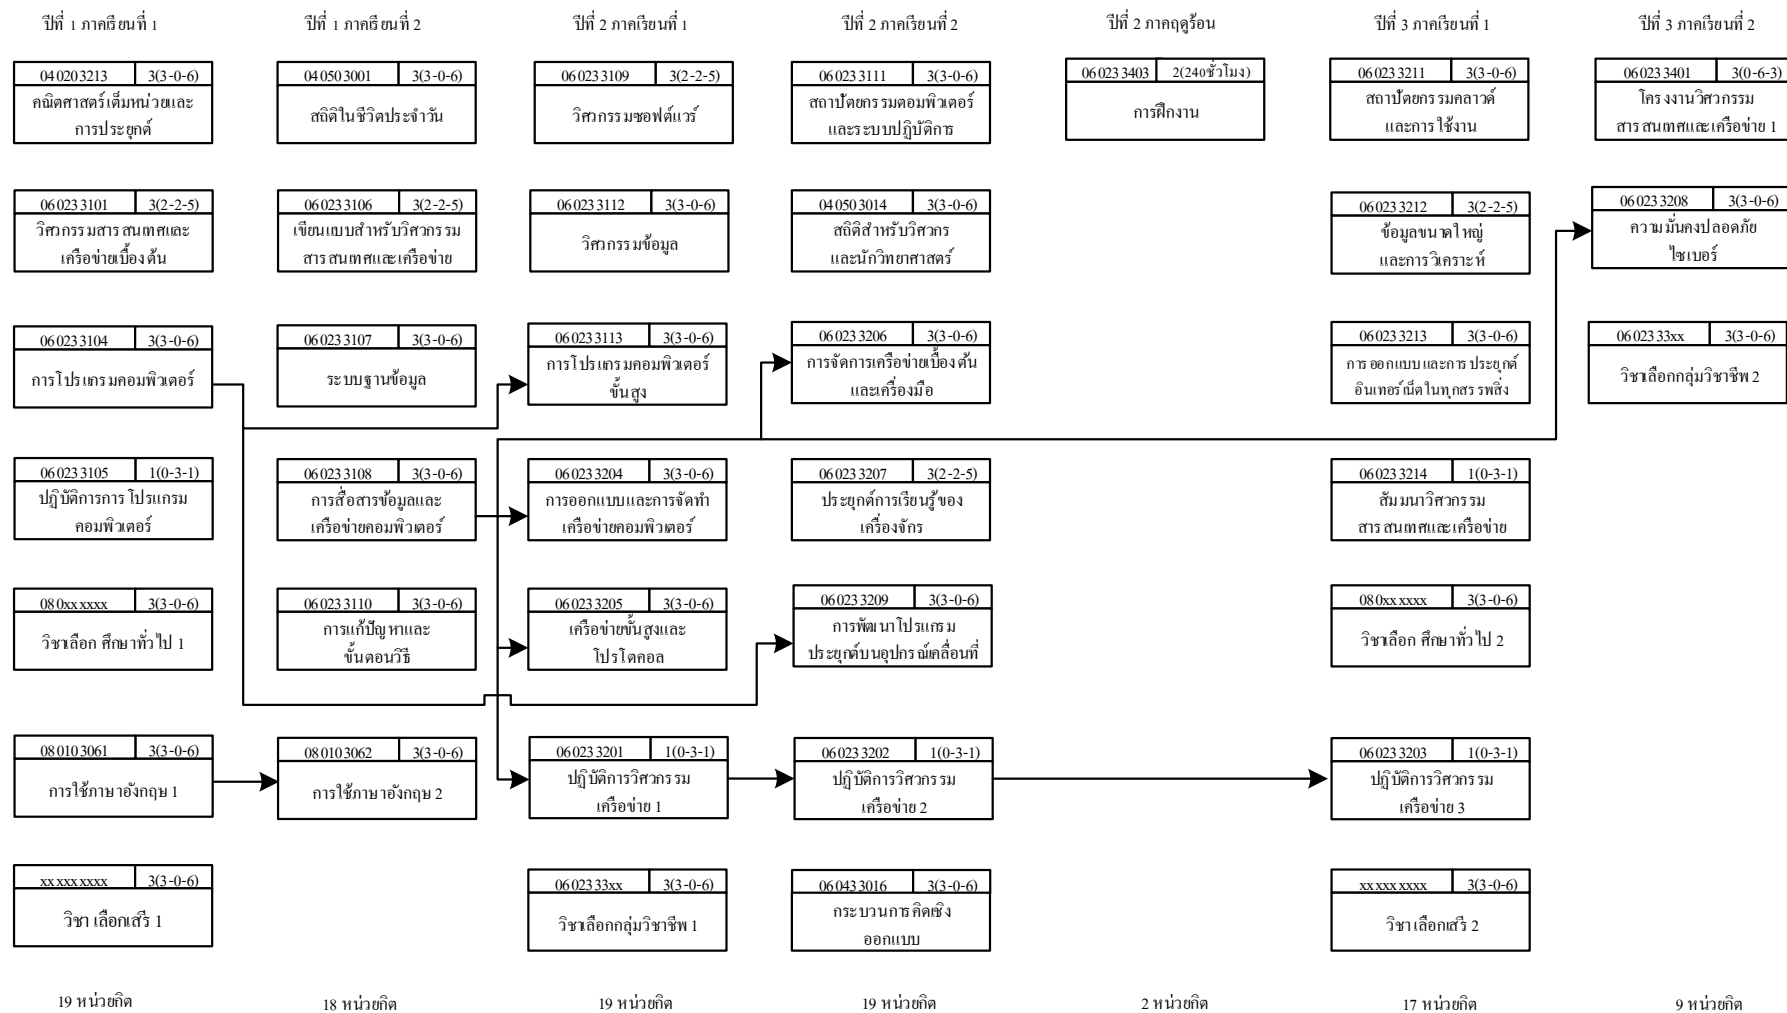 ปีที่ 1 ภาคเรียนที่ 1
040203213 3(3-0-6)
คณิตศาสตร์เต็มหน่วยและ
การประยุกต์
060233101 3(2-2-5)
วิศวกรรมสารสนเทศและ
เครือข่ายเบื้องต้น
060233104 3(3-0-6)
การโปรแกรมคอมพิวเตอร์
060233105 1(0-3-1)
ปฏิบัติการการโปรแกรม
คอมพิวเตอร์
080xxxxxx 3(3-0-6)
วิชาเลือก ศึกษาทั่วไป 1
080103061 3(3-0-6)
การใช้ภาษาอังกฤษ 1
xxxxxxxxx 3(3-0-6)
วิชาเลือกเสรี 1
19 หน่วยกิต
ปีที่ 1 ภาคเรียนที่ 2
040503001 3(3-0-6)
สถิติในชีวิตประจำวัน
060233106 3(2-2-5)
เขียนแบบสำหรับวิศวกรรม
สารสนเทศและเครือข่าย
060233107 3(3-0-6)
ระบบฐานข้อมูล
060233108 3(3-0-6)
การสื่อสารข้อมูลและ
เครือข่ายคอมพิวเตอร์
060233110 3(3-0-6)
การแก้ปัญหาและ
ขั้นตอนวิธี
080103062 3(3-0-6)
การใช้ภาษาอังกฤษ 2
18 หน่วยกิต
ปีที่ 2 ภาคเรียนที่ 1
060233109 3(2-2-5)
วิศวกรรมซอฟต์แวร์
060233112 3(3-0-6)
วิศวกรรมข้อมูล
060233113 3(3-0-6)
การโปรแกรมคอมพิวเตอร์
ขั้นสูง
060233204 3(3-0-6)
การออกแบบและการจัดทำ
เครือข่ายคอมพิวเตอร์
060233205 3(3-0-6)
เครือข่ายขั้นสูงและ
โปรโตคอล
060233201 1(0-3-1)
ปฏิบัติการวิศวกรรม
เครือข่าย 1
0602333xx 3(3-0-6)
วิชาเลือกกลุ่มวิชาชีพ 1
19 หน่วยกิต
ปีที่ 2 ภาคเรียนที่ 2
060233111 3(3-0-6)
สถาปัตยกรรมตอมพิวเตอร์
และระบบปฏิบัติการ
040503014 3(3-0-6)
สถิติสำหรับวิศวกร
และนักวิทยาศาสตร์
060233206 3(3-0-6)
การจัดการเครือข่ายเบื้องต้น
และเครื่องมือ
060233207 3(2-2-5)
ประยุกต์การเรียนรู้ของ
เครื่องจักร
060233209 3(3-0-6)
การพัฒนาโปรแกรม
ประยุกต์บนอุปกรณ์เคลื่อนที่
060233202 1(0-3-1)
ปฏิบัติการวิศวกรรม
เครือข่าย 2
060433016 3(3-0-6)
กระบวนการคิดเชิง
ออกแบบ
19 หน่วยกิต
ปีที่ 2 ภาคฤดูร้อน
060233403 2(240ชั่วโมง)
การฝึกงาน
2 หน่วยกิต
ปีที่ 3 ภาคเรียนที่ 1
060233211 3(3-0-6)
สถาปัตยกรรมคลาวด์
และการใช้งาน
060233212 3(2-2-5)
ข้อมูลขนาดใหญ่
และการวิเคราะห์
060233213 3(3-0-6)
การออกแบบและการประยุกต์
อินเทอร์เน็ตในทุกสรรพสิ่ง
060233214 1(0-3-1)
สัมมนาวิศวกรรม
สารสนเทศและเครือข่าย
080xxxxxx 3(3-0-6)
วิชาเลือก ศึกษาทั่วไป 2
060233203 1(0-3-1)
ปฏิบัติการวิศวกรรม
เครือข่าย 3
xxxxxxxxx 3(3-0-6)
วิชาเลือกเสรี 2
17 หน่วยกิต
ปีที่ 3 ภาคเรียนที่ 2
060233401 3(0-6-3)
โครงงานวิศวกรรม
สารสนเทศและเครือข่าย 1
060233208 3(3-0-6)
ความมั่นคงปลอดภัย
ไซเบอร์
0602333xx 3(3-0-6)
วิชาเลือกกลุ่มวิชาชีพ 2
9 หน่วยกิต